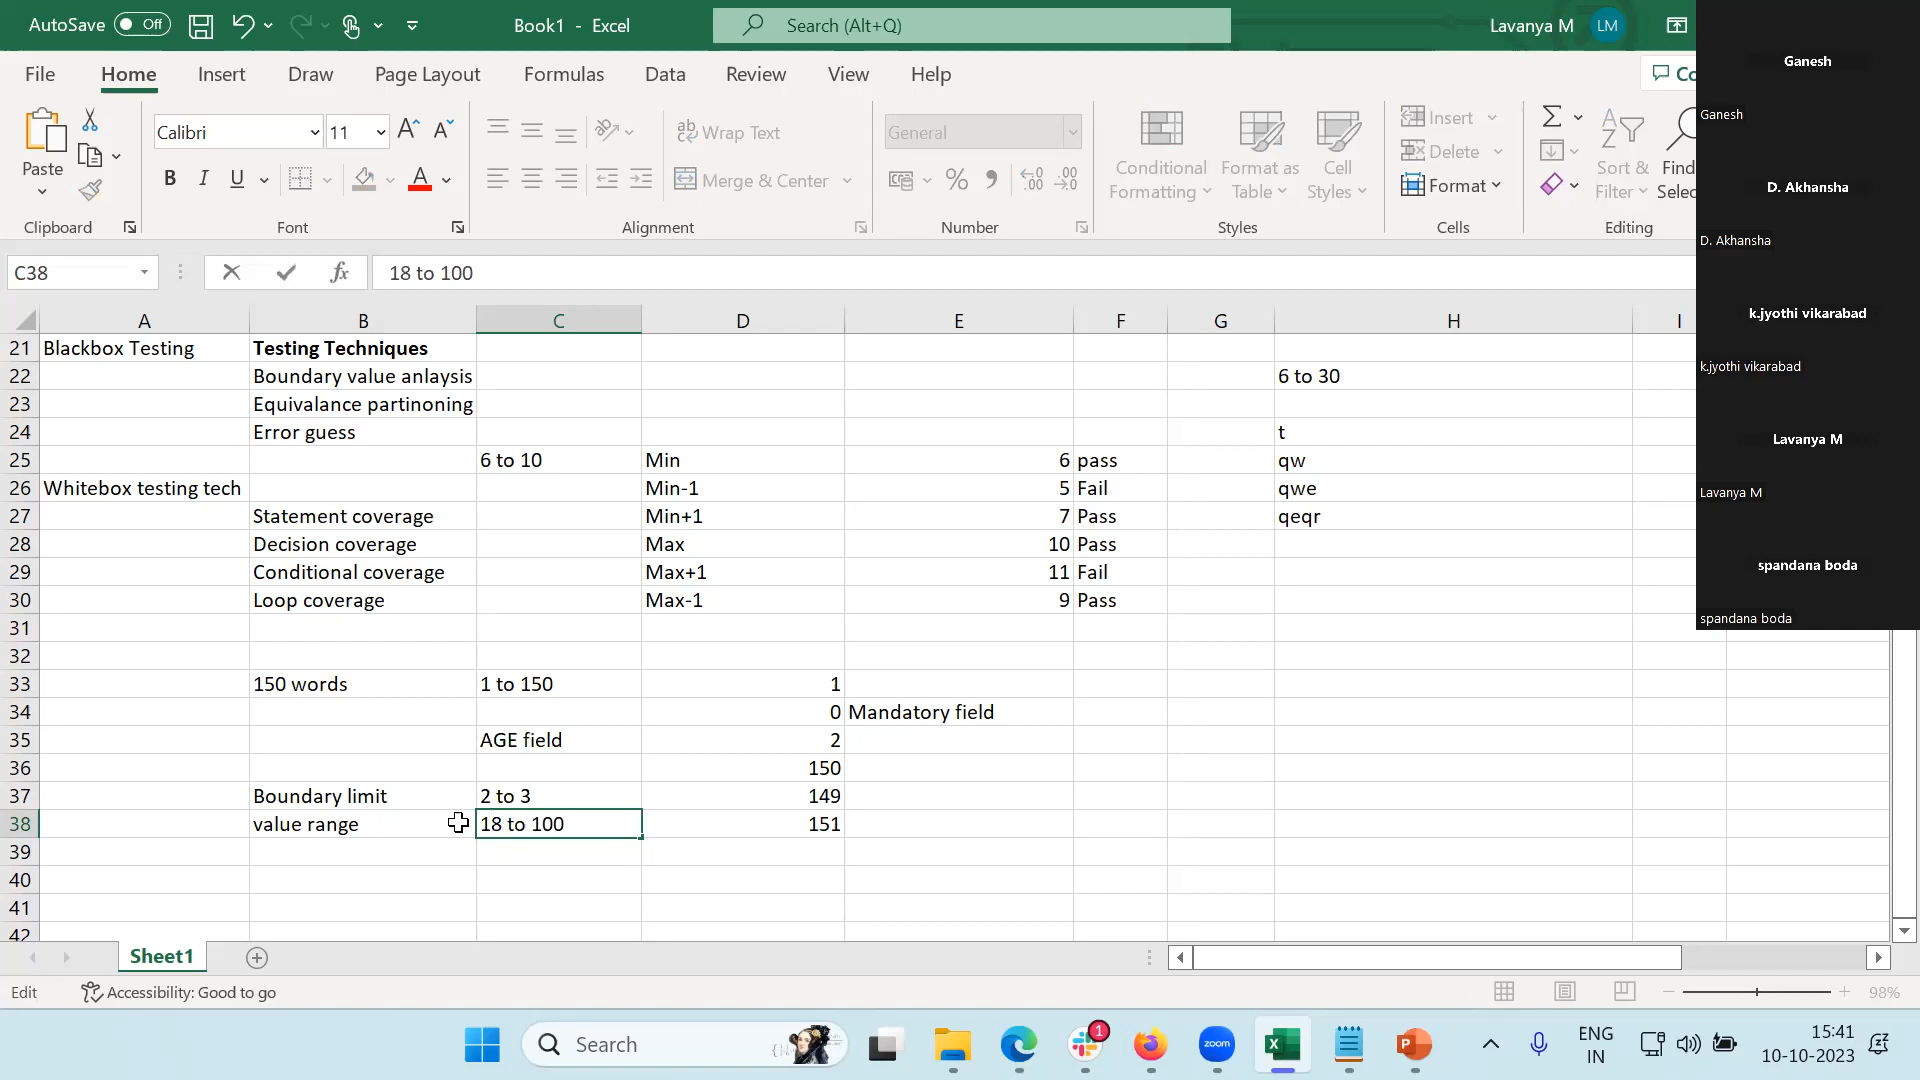 AutoSave Off Book1 - Excel Search (Alt+Q) Lavanya M LM
File Home Insert Draw Page Layout Formulas Data Review View Help Co
Paste
Calibri 11
B I U
ab Wrap Text
Merge & Center
General
% 9
Conditional Formatting
Format as Table
Cell Styles
Insert
Delete
Format
Sort & Filter
Find Selec
Clipboard Font Alignment Number Styles Cells Editing
C38 fx 18 to 100
A B C D E F G H I
21 Blackbox Testing Testing Techniques
22 Boundary value anlaysis 6 to 30
23 Equivalance partinoning
24 Error guess t
25 6 to 10 Min 6 pass qw
26 Whitebox testing tech Min-1 5 Fail qwe
27 Statement coverage Min+1 7 Pass qeqr
28 Decision coverage Max 10 Pass
29 Conditional coverage Max+1 11 Fail
30 Loop coverage Max-1 9 Pass
31
32
33 150 words 1 to 150 1
34 0 Mandatory field
35 AGE field 2
36 150
37 Boundary limit 2 to 3 149
38 value range 18 to 100 151
39
40
41
42
Sheet1
Edit Accessibility: Good to go 98%
Search 1 zoom ENG IN 15:41 10-10-2023
Ganesh
Ganesh
D. Akhansha
D. Akhansha
k.jyothi vikarabad
k.jyothi vikarabad
Lavanya M
Lavanya M
spandana boda
spandana boda